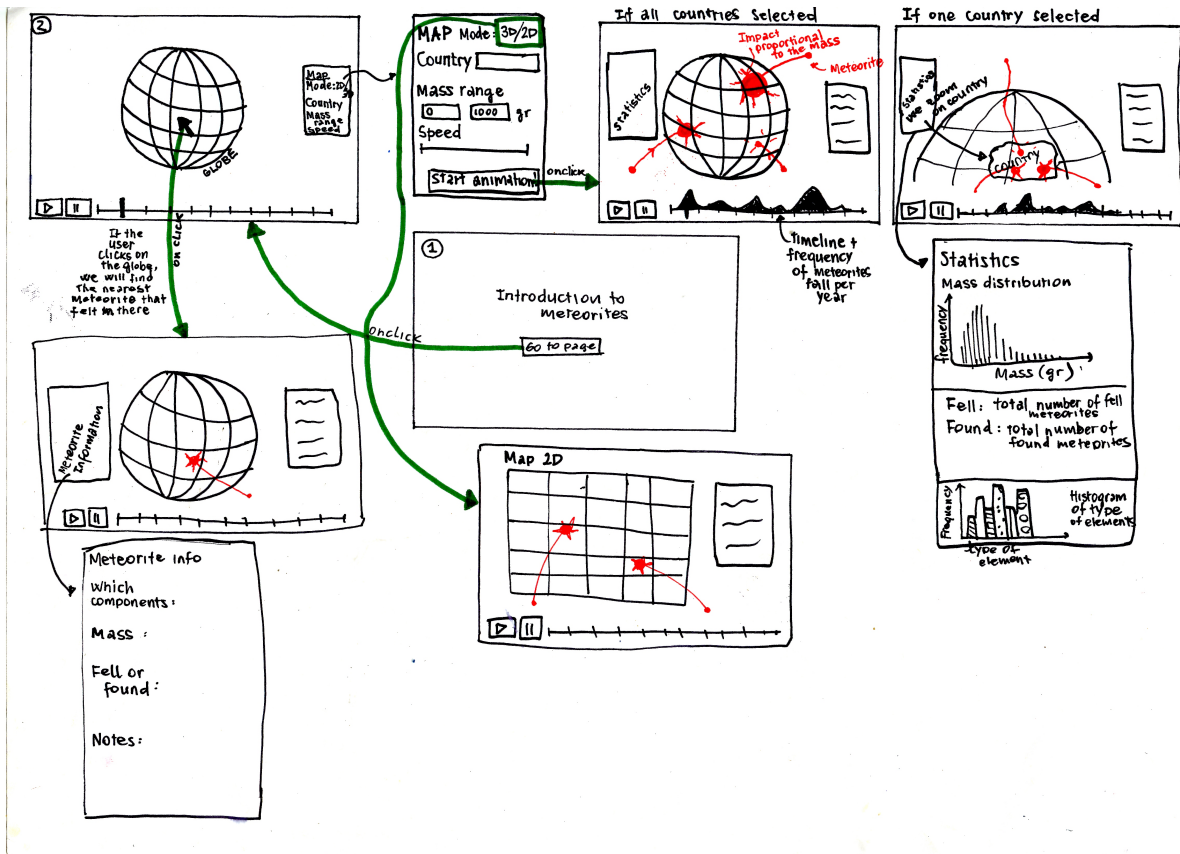 2
Map
Mode:2D
Country
Mass
range
Speed
GLOBE
on click
If the
user
clicks on
the globe,
we will find
The nearest
meteorite that
felt in there
MAP Mode: 3D/2D
Country
Mass range
0 1000 gr
Speed
Start animation
onclick
If all countries selected
Statistics
Impact
proportional
to the mass
Meteorite
Timeline +
frequency
of meteorites
fall per
year
If one country selected
Statistics
we zoom
on country
country
1
Introduction to
meteorites
Go to page
onclick
Statistics
Mass distribution
frequency
Mass (gr)
Fell: total number of fell
meteorites
Found: total number of
found meteorites
Frequency
type of
element
Histogram
of type
of elements
Meteorite
Information
Map 2D
Meteorite info
Which
components:
Mass :
Fell or
found:
Notes: